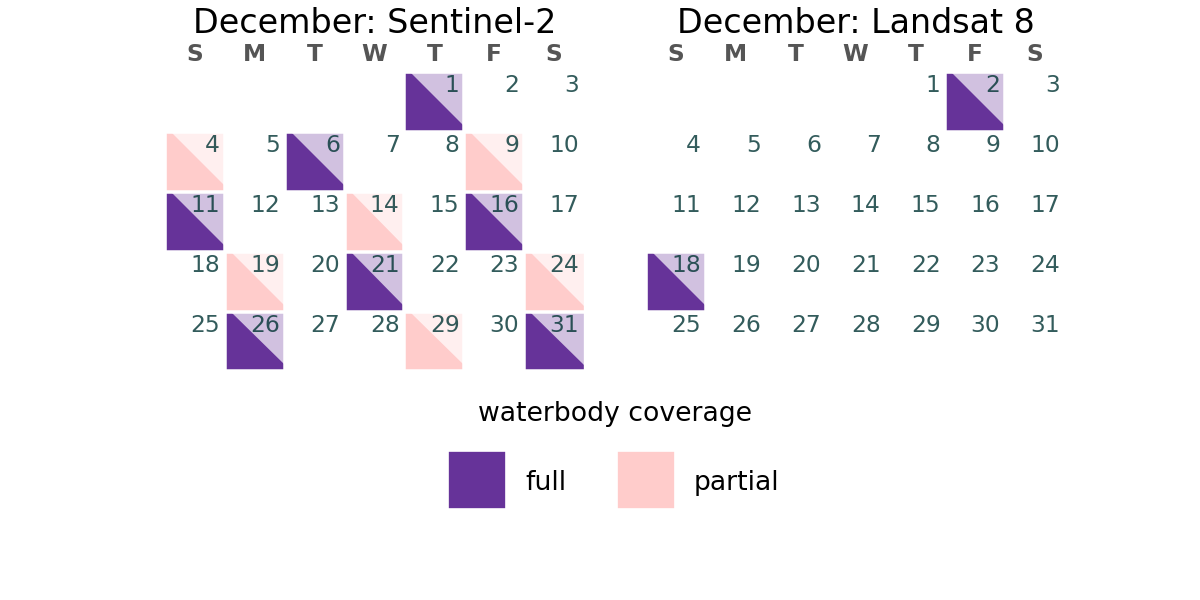 December: Sentinel-2
S M T W T F S
1 2 3
4 5 6 7 8 9 10
11 12 13 14 15 16 17
18 19 20 21 22 23 24
25 26 27 28 29 30 31
December: Landsat 8
S M T W T F S
1 2 3
4 5 6 7 8 9 10
11 12 13 14 15 16 17
18 19 20 21 22 23 24
25 26 27 28 29 30 31
waterbody coverage
full partial